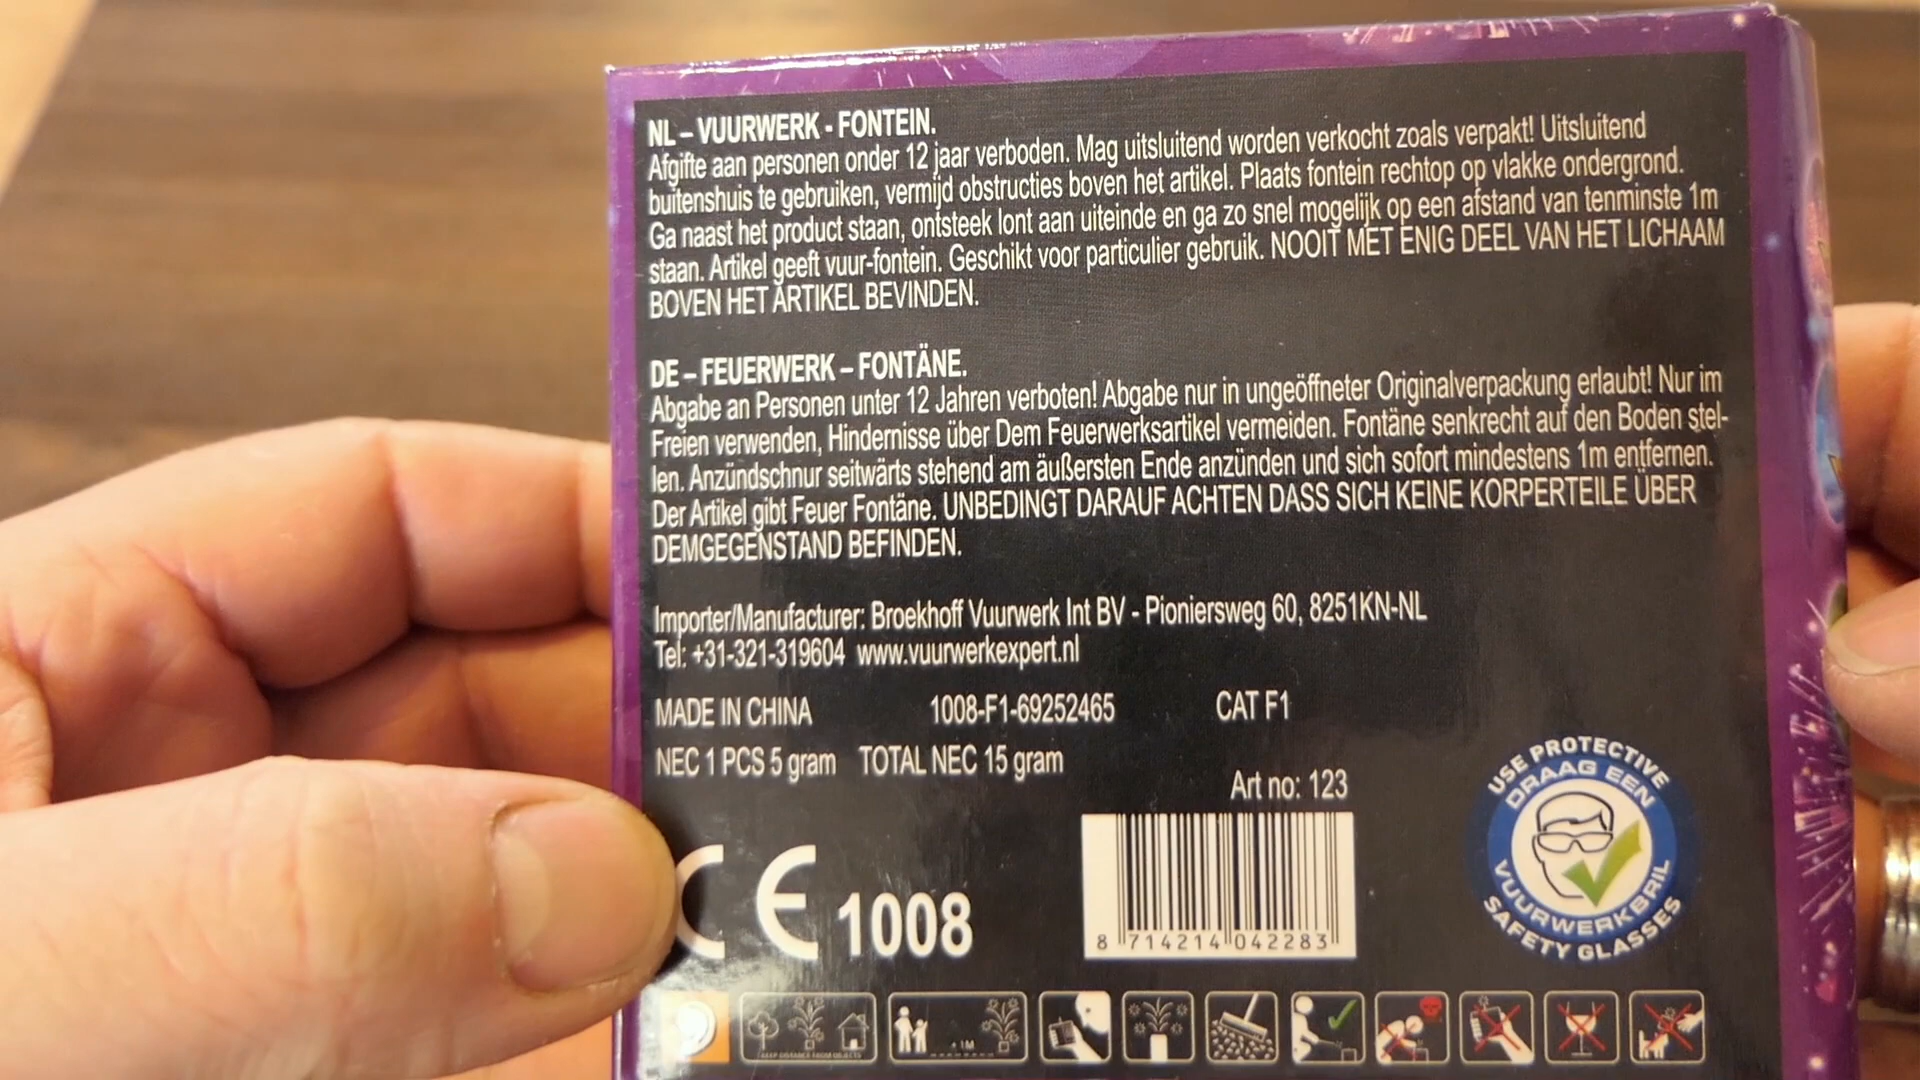 NL – VUURWERK - FONTEIN.
Afgifte aan personen onder 12 jaar verboden. Mag uitsluitend worden verkocht zoals verpakt! Uitsluitend
buitenshuis te gebruiken, vermijd obstructies boven het artikel. Plaats fontein rechtop op vlakke ondergrond.
Ga naast het product staan, ontsteek lont aan uiteinde en ga zo snel mogelijk op een afstand van tenminste 1m
staan. Artikel geeft vuur-fontein. Geschikt voor particulier gebruik. NOOIT MET ENIG DEEL VAN HET LICHAAM
BOVEN HET ARTIKEL BEVINDEN.
DE – FEUERWERK – FONTÄNE.
Abgabe an Personen unter 12 Jahren verboten! Abgabe nur in ungeöffneter Originalverpackung erlaubt! Nur im
Freien verwenden, Hindernisse über Dem Feuerwerksartikel vermeiden. Fontäne senkrecht auf den Boden stel-
len. Anzündschnur seitwärts stehend am äußersten Ende anzünden und sich sofort mindestens 1m entfernen.
Der Artikel gibt Feuer Fontäne. UNBEDINGT DARAUF ACHTEN DASS SICH KEINE KORPERTEILE ÜBER
DEMGEGENSTAND BEFINDEN.
Importer/Manufacturer: Broekhoff Vuurwerk Int BV - Pioniersweg 60, 8251KN-NL
Tel: +31-321-319604 www.vuurwerkexpert.nl
MADE IN CHINA 1008-F1-69252465 CAT F1
NEC 1 PCS 5 gram TOTAL NEC 15 gram
Art no: 123
USE PROTECTIVE
DRAAG EEN
VUURWERKBRIL
SAFETY GLASSES
CE 1008
8 714214 042283
KEEP DISTANCE FROM OBJECTS
+ 1M